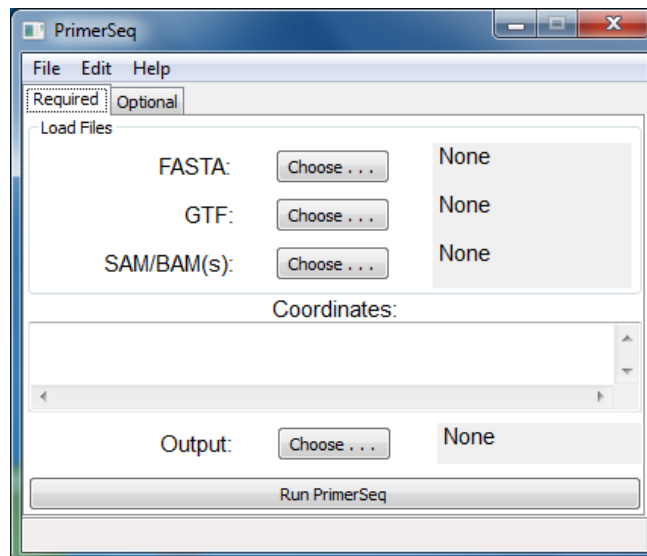 PrimerSeq
File Edit Help
Required Optional
Load Files
FASTA: Choose . . . None
GTF: Choose . . . None
SAM/BAM(s): Choose . . . None
Coordinates:
Output: Choose . . . None
Run PrimerSeq